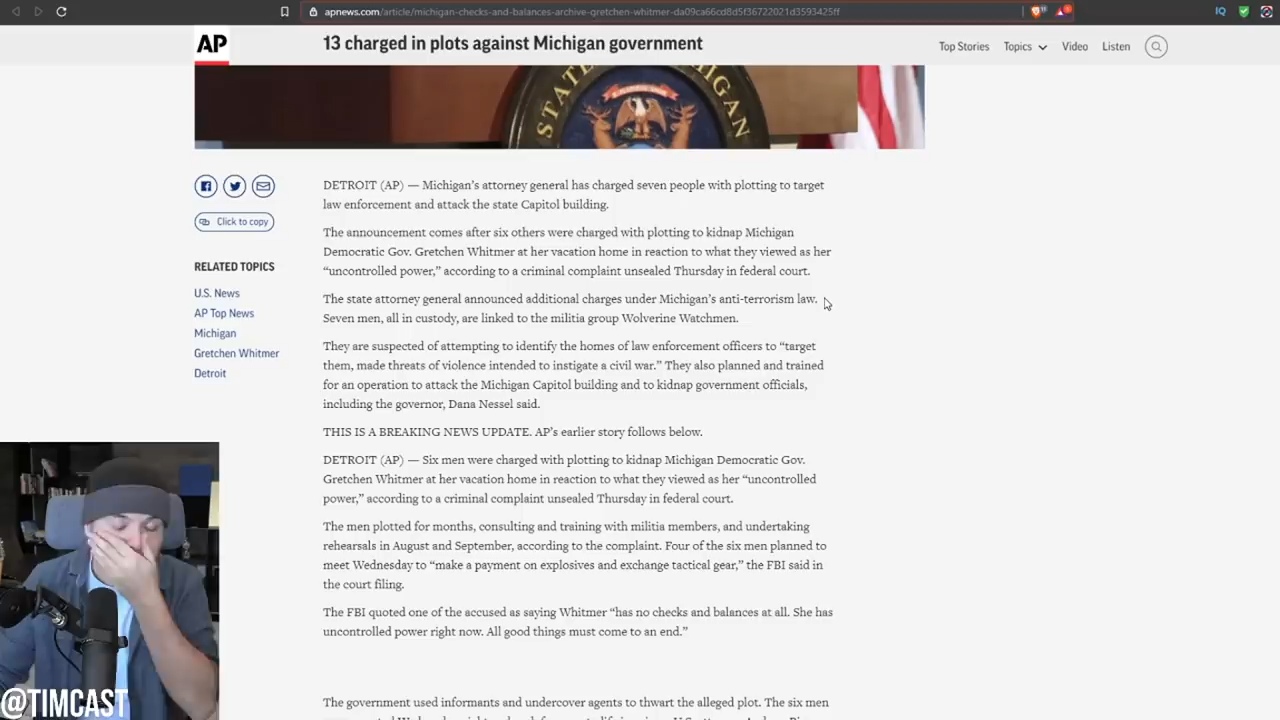 apnews.com/article/michigan-checks-and-balances-archive-gretchen-whitmer-da09ca66cd8d5f36722021d3593425ff
IQ
AP
13 charged in plots against Michigan government
Top Stories
Topics
Video
Listen
STATE OF MICHIGAN
DETROIT (AP) — Michigan’s attorney general has charged seven people with plotting to target
law enforcement and attack the state Capitol building.
Click to copy
The announcement comes after six others were charged with plotting to kidnap Michigan
Democratic Gov. Gretchen Whitmer at her vacation home in reaction to what they viewed as her
“uncontrolled power,” according to a criminal complaint unsealed Thursday in federal court.
RELATED TOPICS
U.S. News
AP Top News
Michigan
Gretchen Whitmer
Detroit
The state attorney general announced additional charges under Michigan’s anti-terrorism law.
Seven men, all in custody, are linked to the militia group Wolverine Watchmen.
They are suspected of attempting to identify the homes of law enforcement officers to “target
them, made threats of violence intended to instigate a civil war.” They also planned and trained
for an operation to attack the Michigan Capitol building and to kidnap government officials,
including the governor, Dana Nessel said.
THIS IS A BREAKING NEWS UPDATE. AP’s earlier story follows below.
DETROIT (AP) — Six men were charged with plotting to kidnap Michigan Democratic Gov.
Gretchen Whitmer at her vacation home in reaction to what they viewed as her “uncontrolled
power,” according to a criminal complaint unsealed Thursday in federal court.
The men plotted for months, consulting and training with militia members, and undertaking
rehearsals in August and September, according to the complaint. Four of the six men planned to
meet Wednesday to “make a payment on explosives and exchange tactical gear,” the FBI said in
the court filing.
The FBI quoted one of the accused as saying Whitmer “has no checks and balances at all. She has
uncontrolled power right now. All good things must come to an end.”
The government used informants and undercover agents to thwart the alleged plot. The six men
@TIMCAST